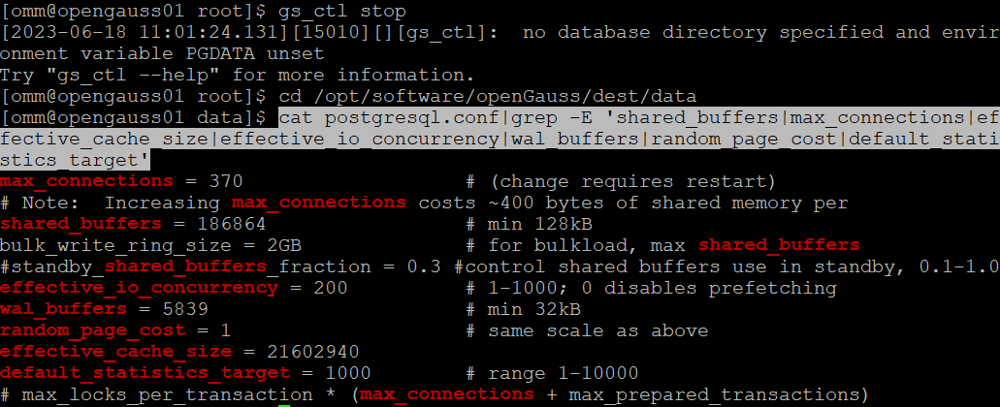 [omm@opengauss01 root]$ gs_ctl stop
[2023-06-18 11:01:24.131][15010][][gs_ctl]:  no database directory specified and envir
onment variable PGDATA unset
Try "gs_ctl --help" for more information.
[omm@opengauss01 root]$ cd /opt/software/openGauss/dest/data
[omm@opengauss01 data]$ cat postgresql.conf|grep -E 'shared_buffers|max_connections|ef
fective_cache_size|effective_io_concurrency|wal_buffers|random_page_cost|default_stati
stics_target'
max_connections = 370                   # (change requires restart)
# Note:  Increasing max_connections costs ~400 bytes of shared memory per
shared_buffers = 186864                 # min 128kB
bulk_write_ring_size = 2GB              # for bulkload, max shared_buffers
#standby_shared_buffers_fraction = 0.3 #control shared buffers use in standby, 0.1-1.0
effective_io_concurrency = 200          # 1-1000; 0 disables prefetching
wal_buffers = 5839                      # min 32kB
random_page_cost = 1                    # same scale as above
effective_cache_size = 21602940
default_statistics_target = 1000        # range 1-10000
# max_locks_per_transaction * (max_connections + max_prepared_transactions)